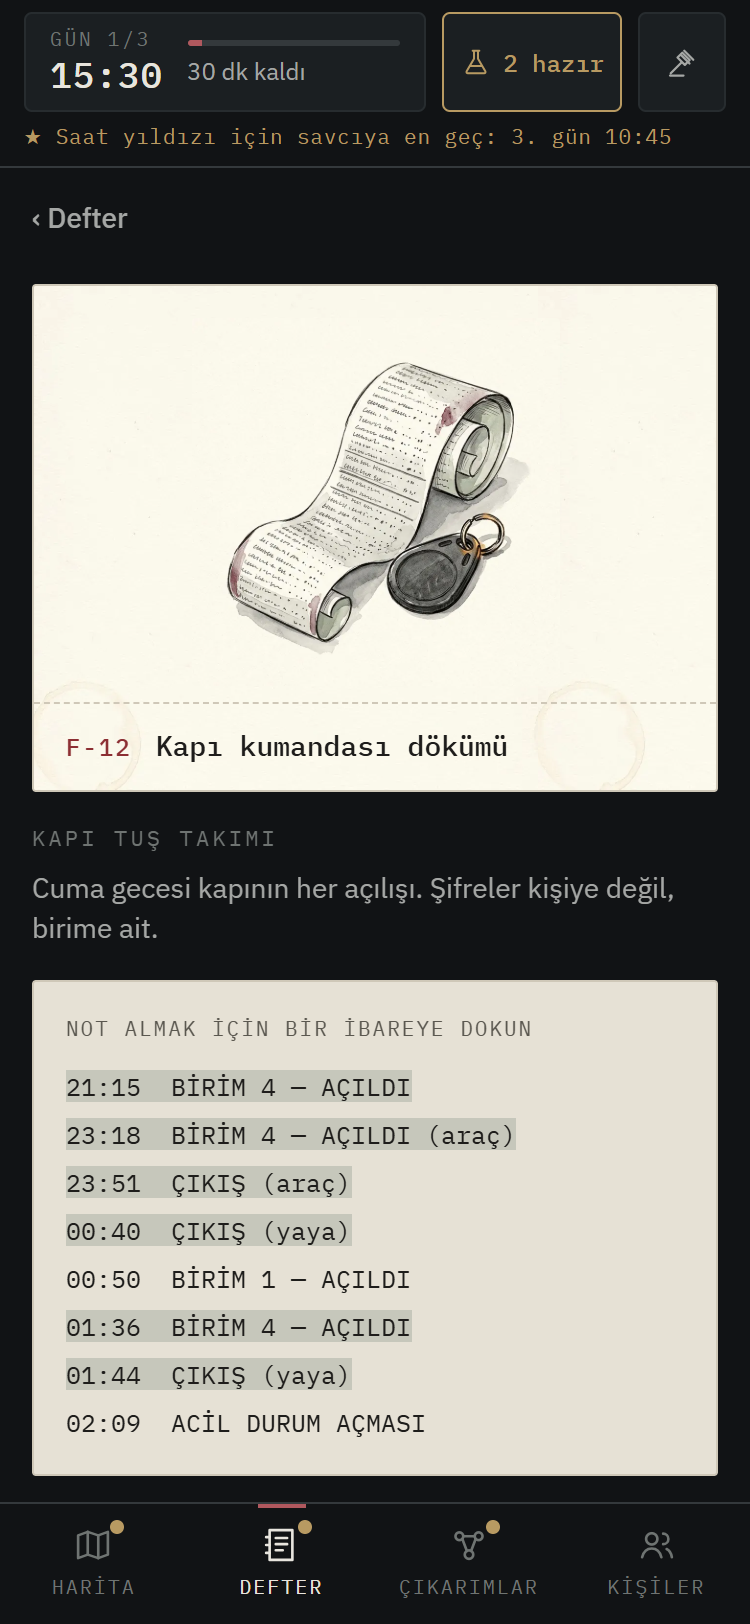 GÜN 1/3
15:30
30 dk kaldı
2 hazır
★ Saat yıldızı için savcıya en geç: 3. gün 10:45
‹ Defter
F-12 Kapı kumandası dökümü
KAPI TUŞ TAKIMI
Cuma gecesi kapının her açılışı. Şifreler kişiye değil,
birime ait.
NOT ALMAK İÇİN BİR İBAREYE DOKUN
21:15 BİRİM 4 — AÇILDI
23:18 BİRİM 4 — AÇILDI (araç)
23:51 ÇIKIŞ (araç)
00:40 ÇIKIŞ (yaya)
00:50 BİRİM 1 — AÇILDI
01:36 BİRİM 4 — AÇILDI
01:44 ÇIKIŞ (yaya)
02:09 ACİL DURUM AÇMASI
HARİTA
DEFTER
ÇIKARIMLAR
KİŞİLER